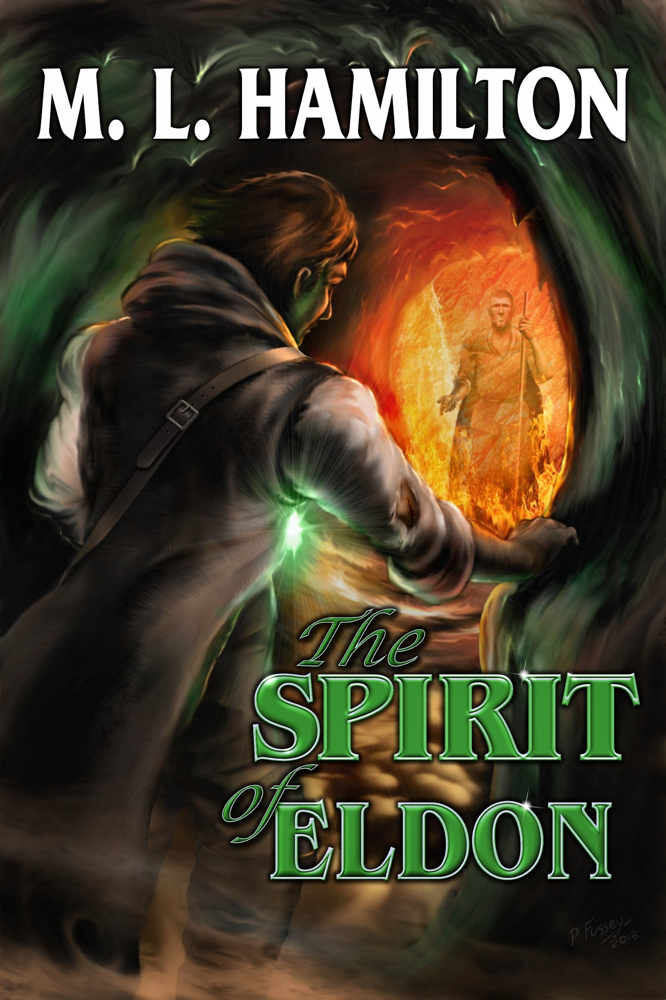 M. L. HAMILTON
The
SPIRIT
of
ELDON
P. Fussey
2013